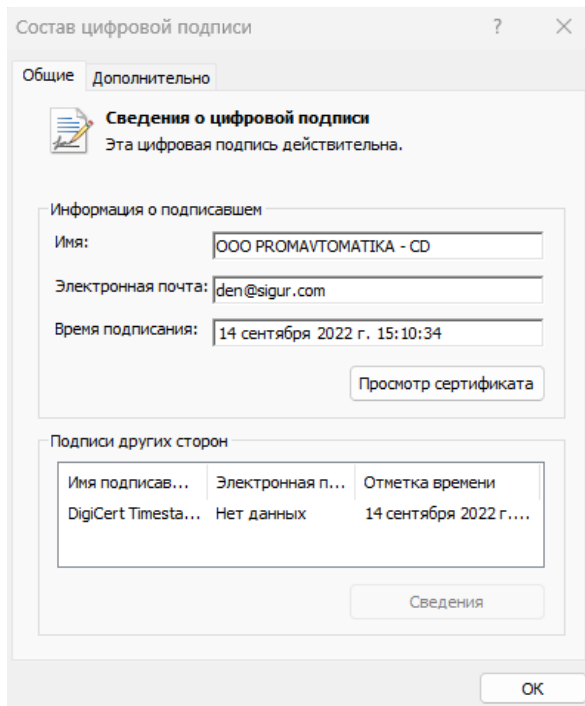 Состав цифровой подписи ?
Общие Дополнительно
Сведения о цифровой подписи
Эта цифровая подпись действительна.
Информация о подписавшем
Имя: OOO PROMAVTOMATIKA - CD
Электронная почта: den@sigur.com
Время подписания: 14 сентября 2022 г. 15:10:34
Просмотр сертификата
Подписи других сторон
Имя подписав... Электронная п... Отметка времени
DigiCert Timesta... Нет данных 14 сентября 2022 г....
Сведения
ОК